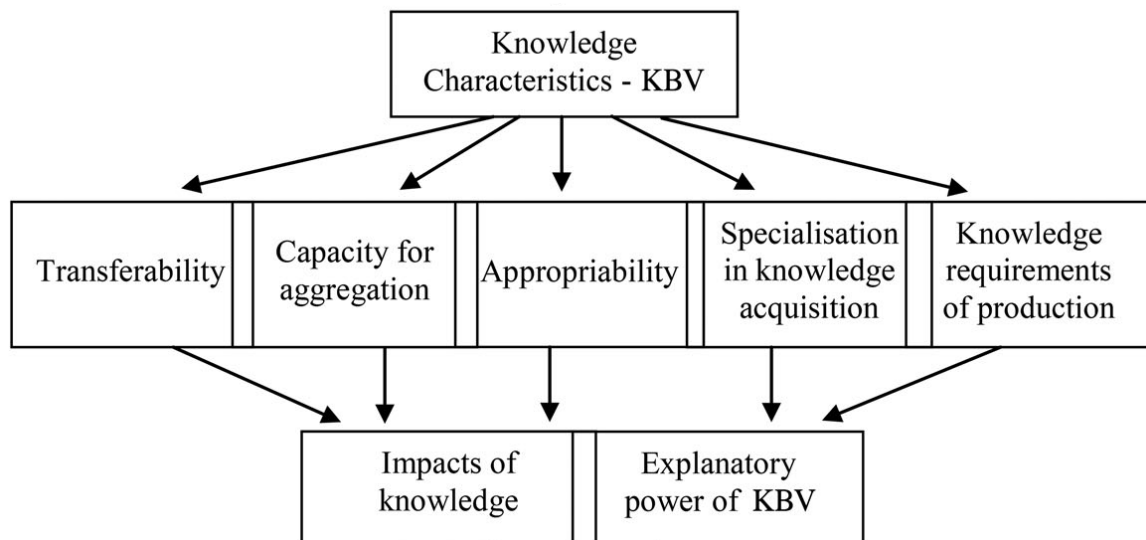 Knowledge
Characteristics - KBV
Transferability
Capacity for
aggregation
Appropriability
Specialisation
in knowledge
acquisition
Knowledge
requirements
of production
Impacts of
knowledge
Explanatory
power of KBV